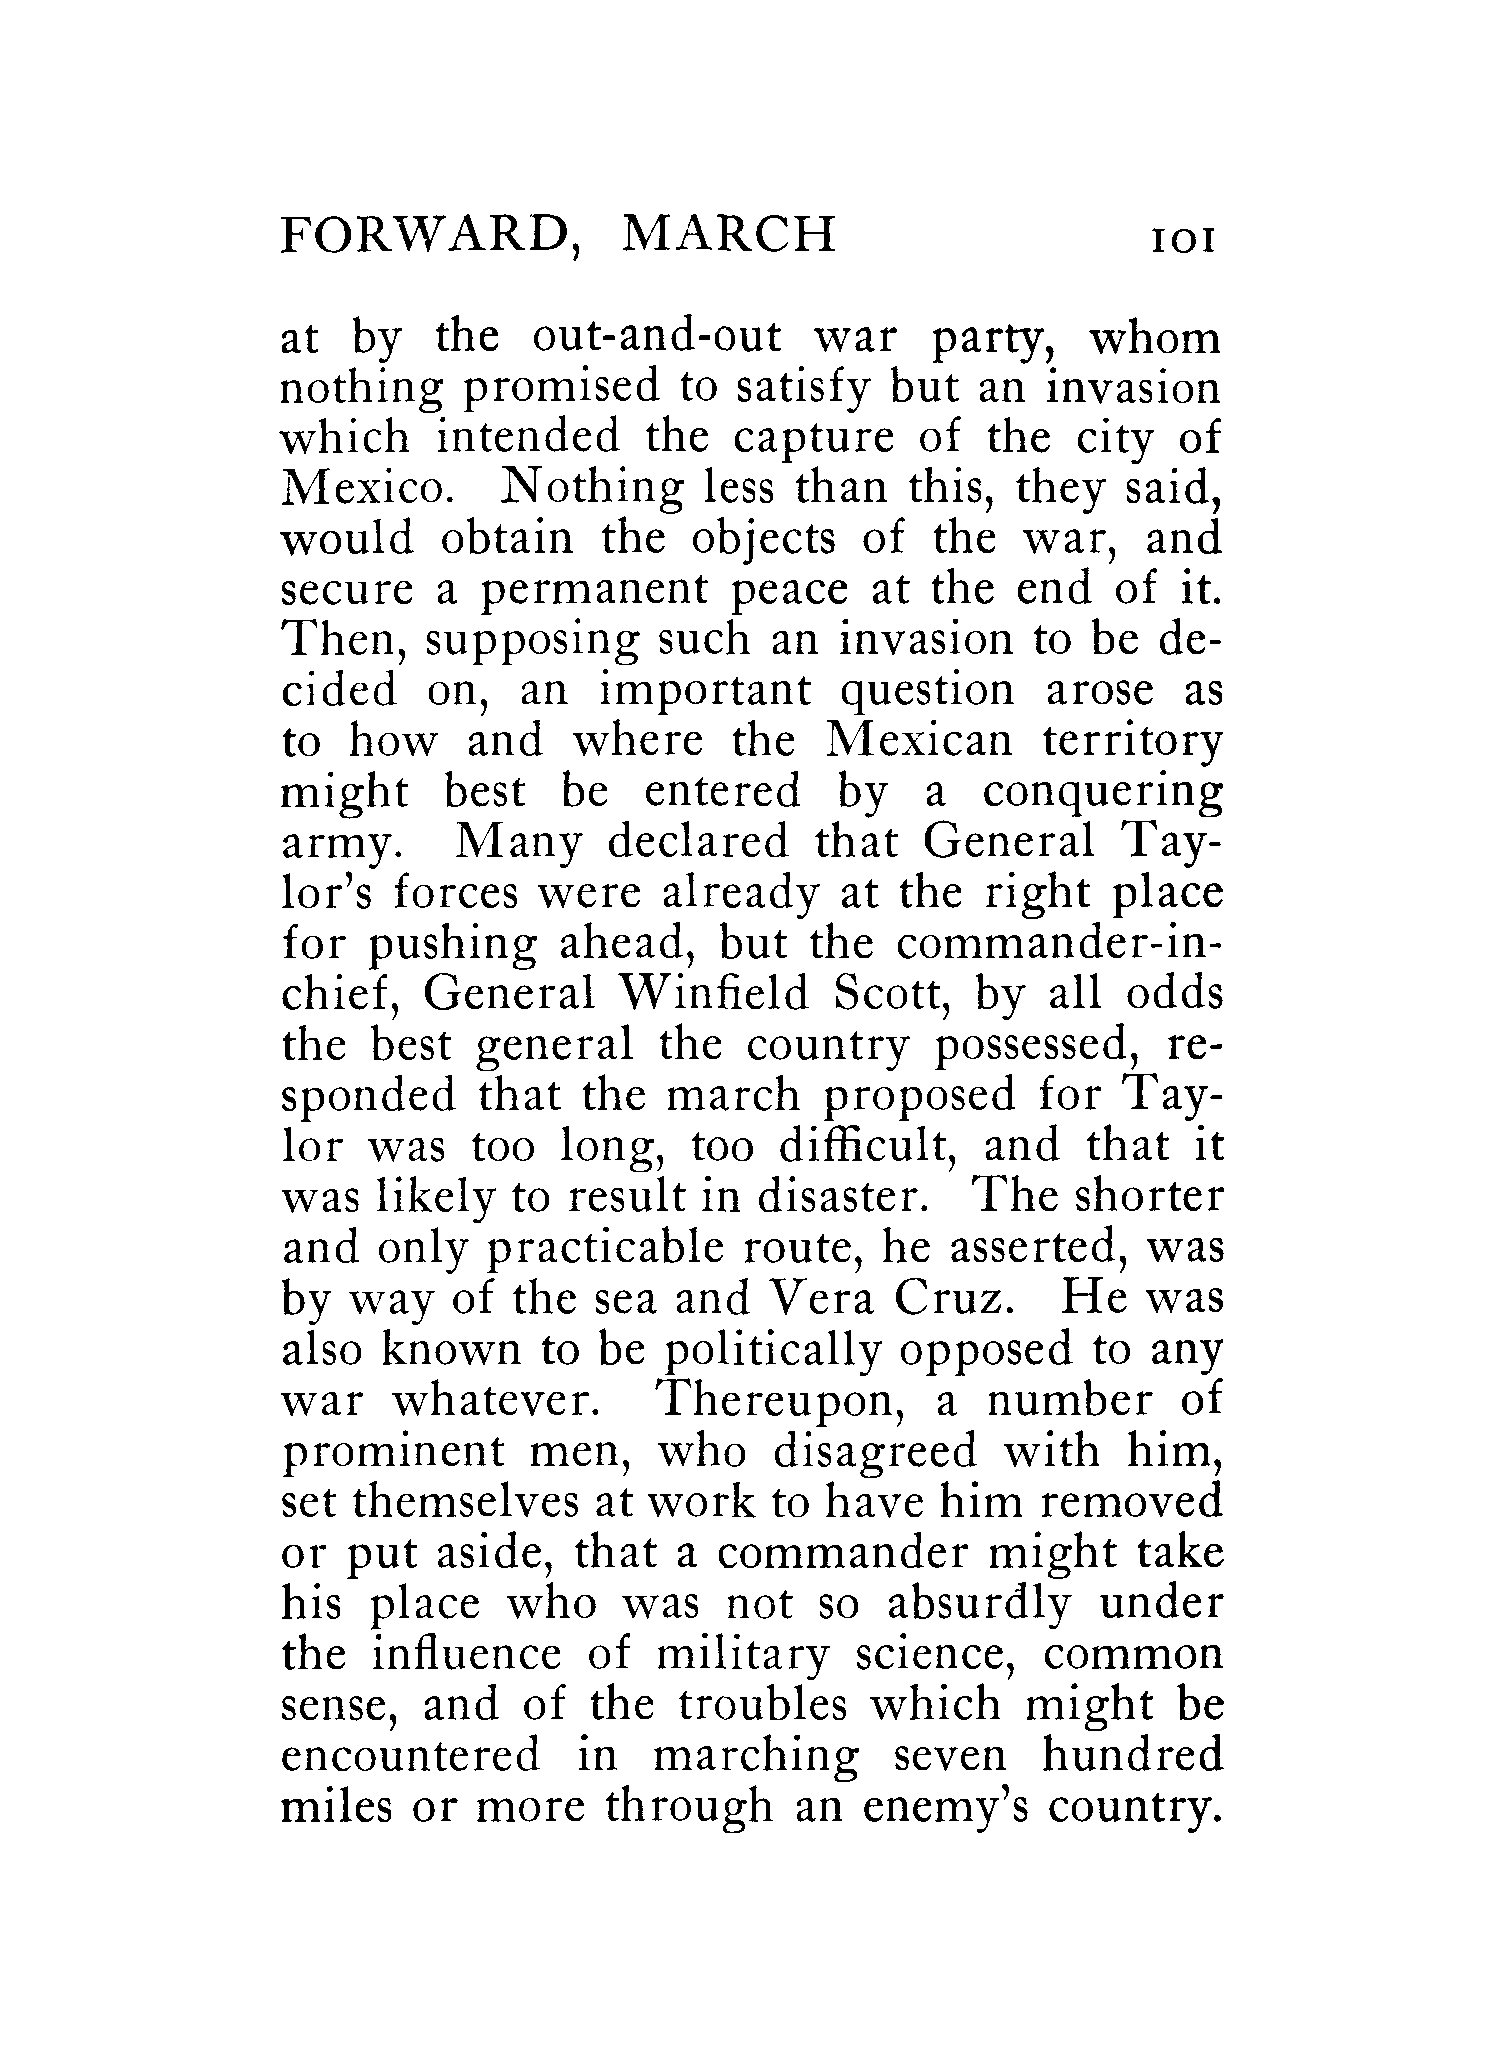 FORWARD, MARCH 101
at by the out-and-out war party, whom
nothing promised to satisfy but an invasion
which intended the capture of the city of
Mexico. Nothing less than this, they said,
would obtain the objects of the war, and
secure a permanent peace at the end of it.
Then, supposing such an invasion to be de-
cided on, an important question arose as
to how and where the Mexican territory
might best be entered by a conquering
army. Many declared that General Tay-
lor's forces were already at the right place
for pushing ahead, but the commander-in-
chief, General Winfield Scott, by all odds
the best general the country possessed, re-
sponded that the march proposed for Tay-
lor was too long, too difficult, and that it
was likely to result in disaster. The shorter
and only practicable route, he asserted, was
by way of the sea and Vera Cruz. He was
also known to be politically opposed to any
war whatever. Thereupon, a number of
prominent men, who disagreed with him,
set themselves at work to have him removed
or put aside, that a commander might take
his place who was not so absurdly under
the influence of military science, common
sense, and of the troubles which might be
encountered in marching seven hundred
miles or more through an enemy's country.